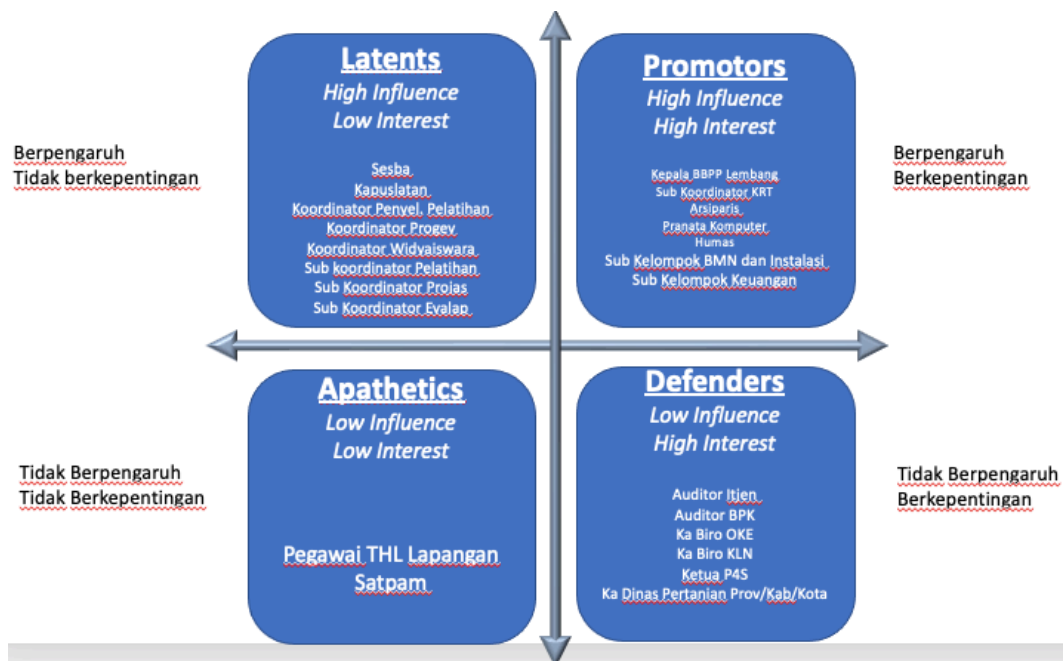 Latents
High Influence
Low Interest
Sesba
Kapuslatan
Koordinator Penyel. Pelatihan
Koordinator Progev
Koordinator Widyaiswara
Sub koordinator Pelatihan
Sub Koordinator Projas
Sub Koordinator Evalap
Promotors
High Influence
High Interest
Kepala BBPP Lembang
Sub Koordinator KRT
Arsiparis
Pranata Komputer
Humas
Sub Kelompok BMN dan Instalasi
Sub Kelompok Keuangan
Berpengaruh
Tidak berkepentingan
Berpengaruh
Berkepentingan
Apathetics
Low Influence
Low Interest
Pegawai THL Lapangan
Satpam
Defenders
Low Influence
High Interest
Auditor Itjen
Auditor BPK
Ka Biro OKE
Ka Biro KLN
Ketua P4S
Ka Dinas Pertanian Prov/Kab/Kota
Tidak Berpengaruh
Tidak Berkepentingan
Tidak Berpengaruh
Berkepentingan